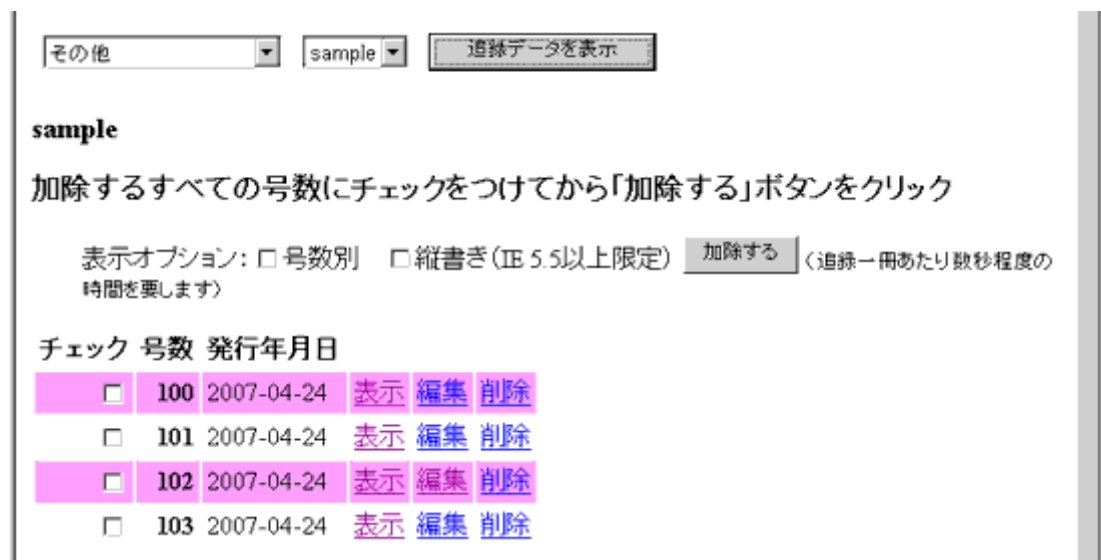 その他 sample 追録データを表示
sample
加除するすべての号数にチェックをつけてから「加除する」ボタンをクリック
表示オプション: 号数別 縦書き(IE 5.5以上限定) 加除する (追録一冊あたり数秒程度の
時間を要します)
チェック 号数 発行年月日
100 2007-04-24 表示 編集 削除
101 2007-04-24 表示 編集 削除
102 2007-04-24 表示 編集 削除
103 2007-04-24 表示 編集 削除